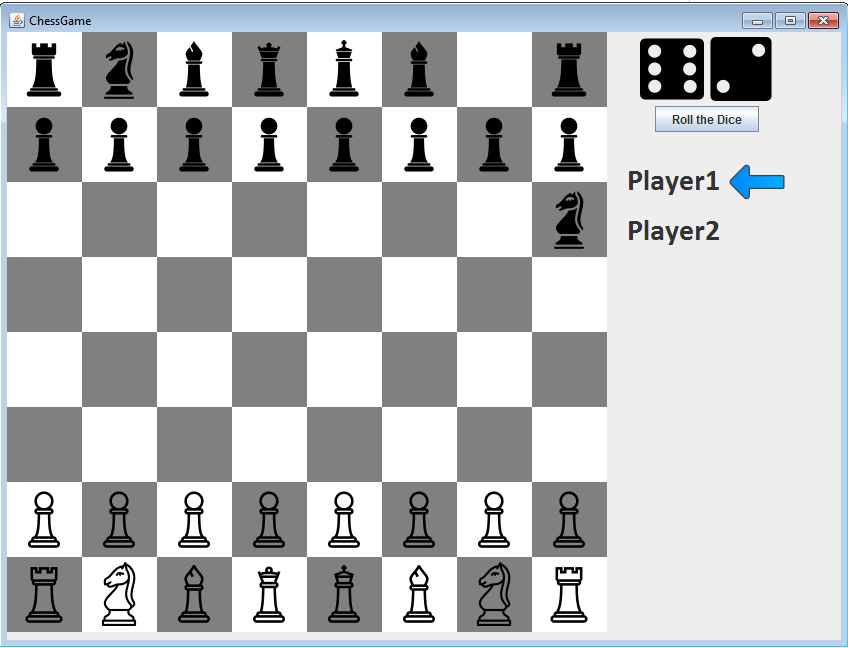 ChessGame
Roll the Dice
Player1
Player2